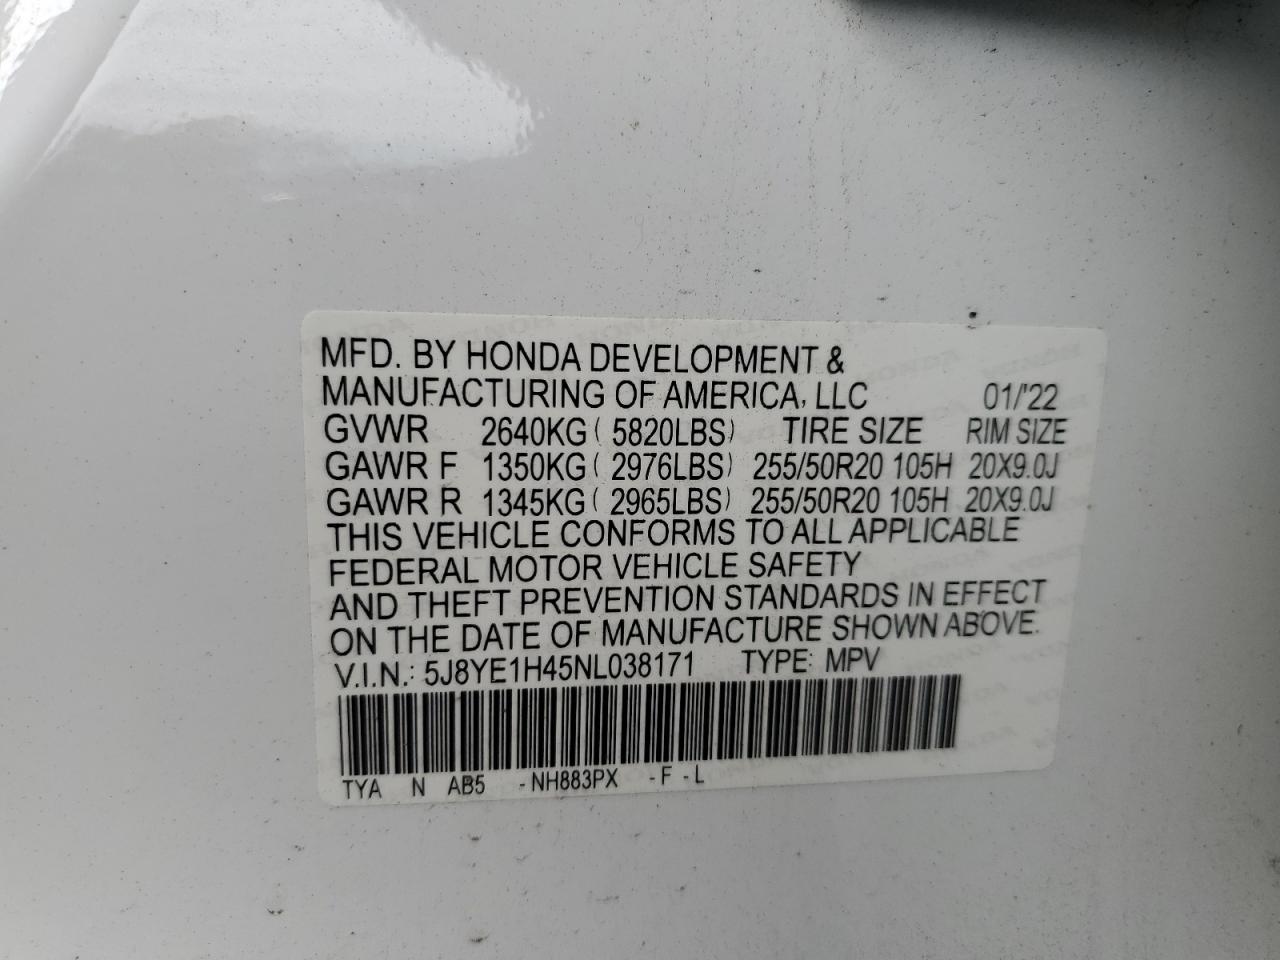 MFD. BY HONDA DEVELOPMENT &
MANUFACTURING OF AMERICA, LLC 01/'22
GVWR 2640KG ( 5820LBS) TIRE SIZE RIM SIZE
GAWR F 1350KG ( 2976LBS) 255/50R20 105H 20X9.0J
GAWR R 1345KG ( 2965LBS) 255/50R20 105H 20X9.0J
THIS VEHICLE CONFORMS TO ALL APPLICABLE
FEDERAL MOTOR VEHICLE SAFETY
AND THEFT PREVENTION STANDARDS IN EFFECT
ON THE DATE OF MANUFACTURE SHOWN ABOVE.
V.I.N.: 5J8YE1H45NL038171 TYPE: MPV
TYA N AB5 -NH883PX -F -L